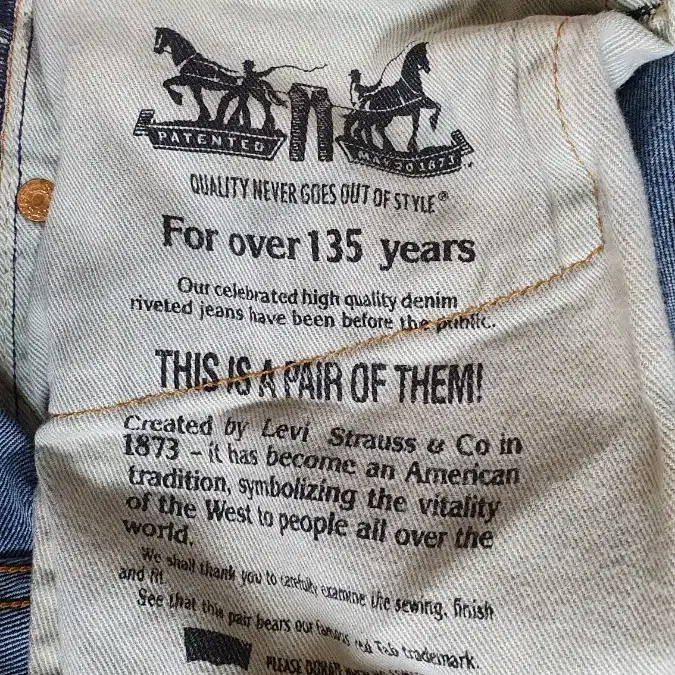 PATENTED
MAY 20 1873
QUALITY NEVER GOES OUT OF STYLE®
For over 135 years
Our celebrated high quality denim
riveted jeans have been before the public.
THIS IS A PAIR OF THEM!
Created by Levi Strauss & Co in
1873 - it has become an American
tradition, symbolizing the vitality
of the West to people all over the
world.
We shall thank you to carefully examine the sewing, finish
and fit.
See that this pair bears our famous red Tab trademark.
PLEASE DONATE WHEN